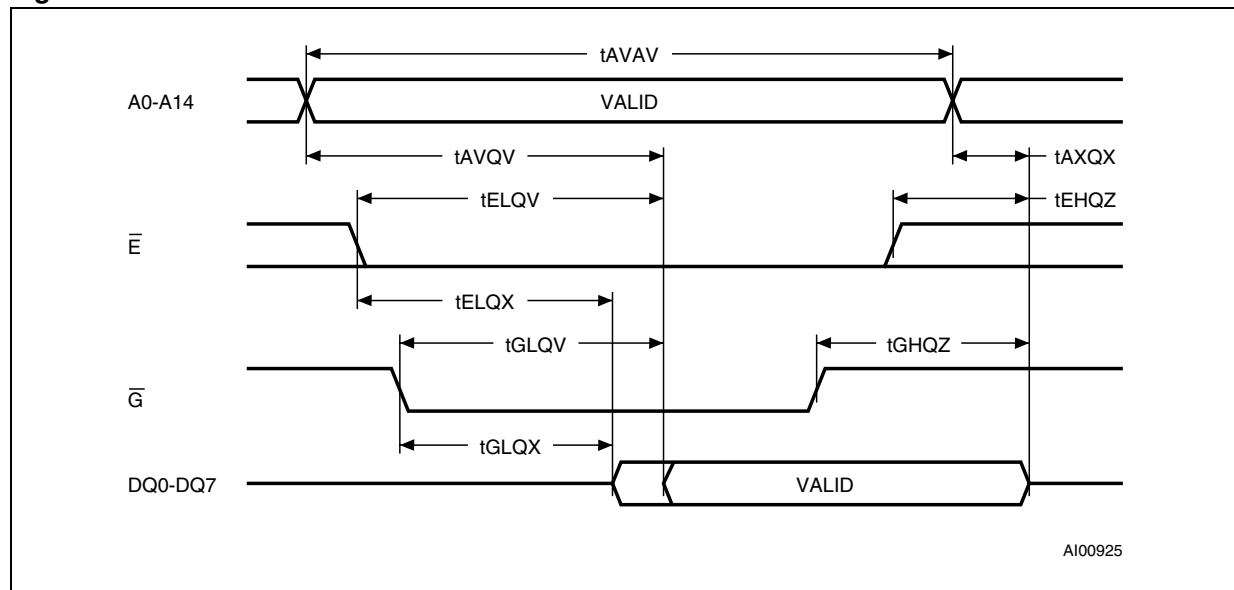 tAVAV
A0-A14
VALID
tAVQV
tAXQX
tELQV
tEHQZ
E̅
tELQX
tGLQV
tGHQZ
G̅
tGLQX
DQ0-DQ7
VALID
AI00925